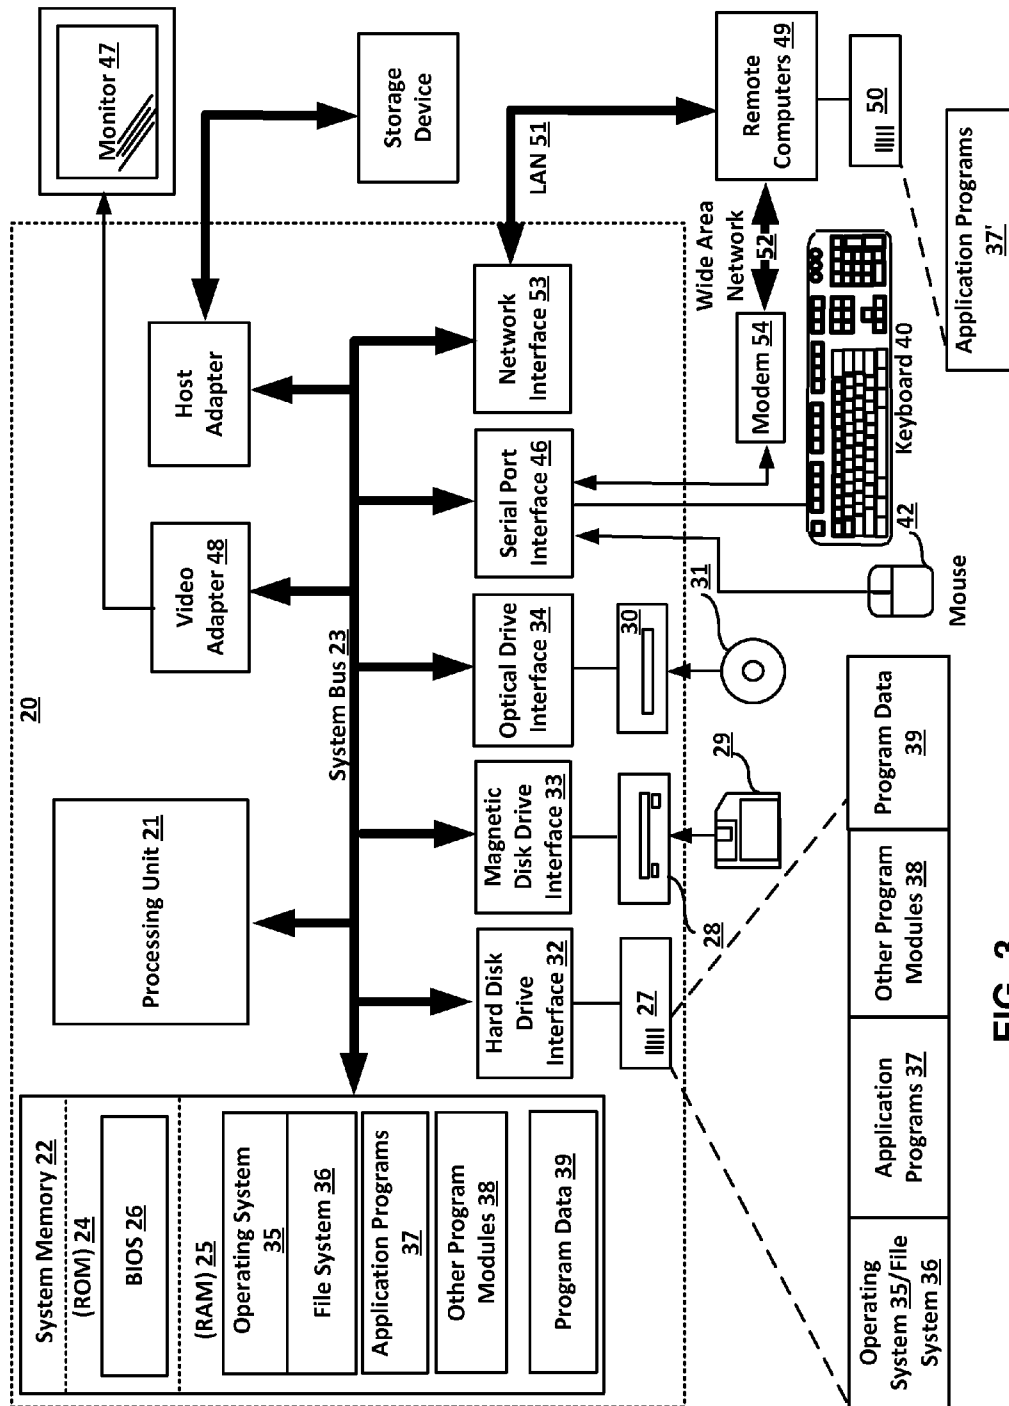 20
System Memory 22
(ROM) 24
BIOS 26
(RAM) 25
Operating System
35
File System 36
Application Programs
37
Other Program
Modules 38
Program Data 39
Processing Unit 21
Video
Adapter 48
Host
Adapter
Monitor 47
Storage
Device
System Bus 23
Hard Disk
Drive
Interface 32
Magnetic
Disk Drive
Interface 33
Optical Drive
Interface 34
Serial Port
Interface 46
Network
Interface 53
LAN 51
27
28
29
30
31
Wide Area
Network
52
Modem 54
Remote
Computers 49
50
Keyboard 40
42
Mouse
Application Programs
37'
Operating
System 35/File
System 36
Application
Programs 37
Other Program
Modules 38
Program Data
39